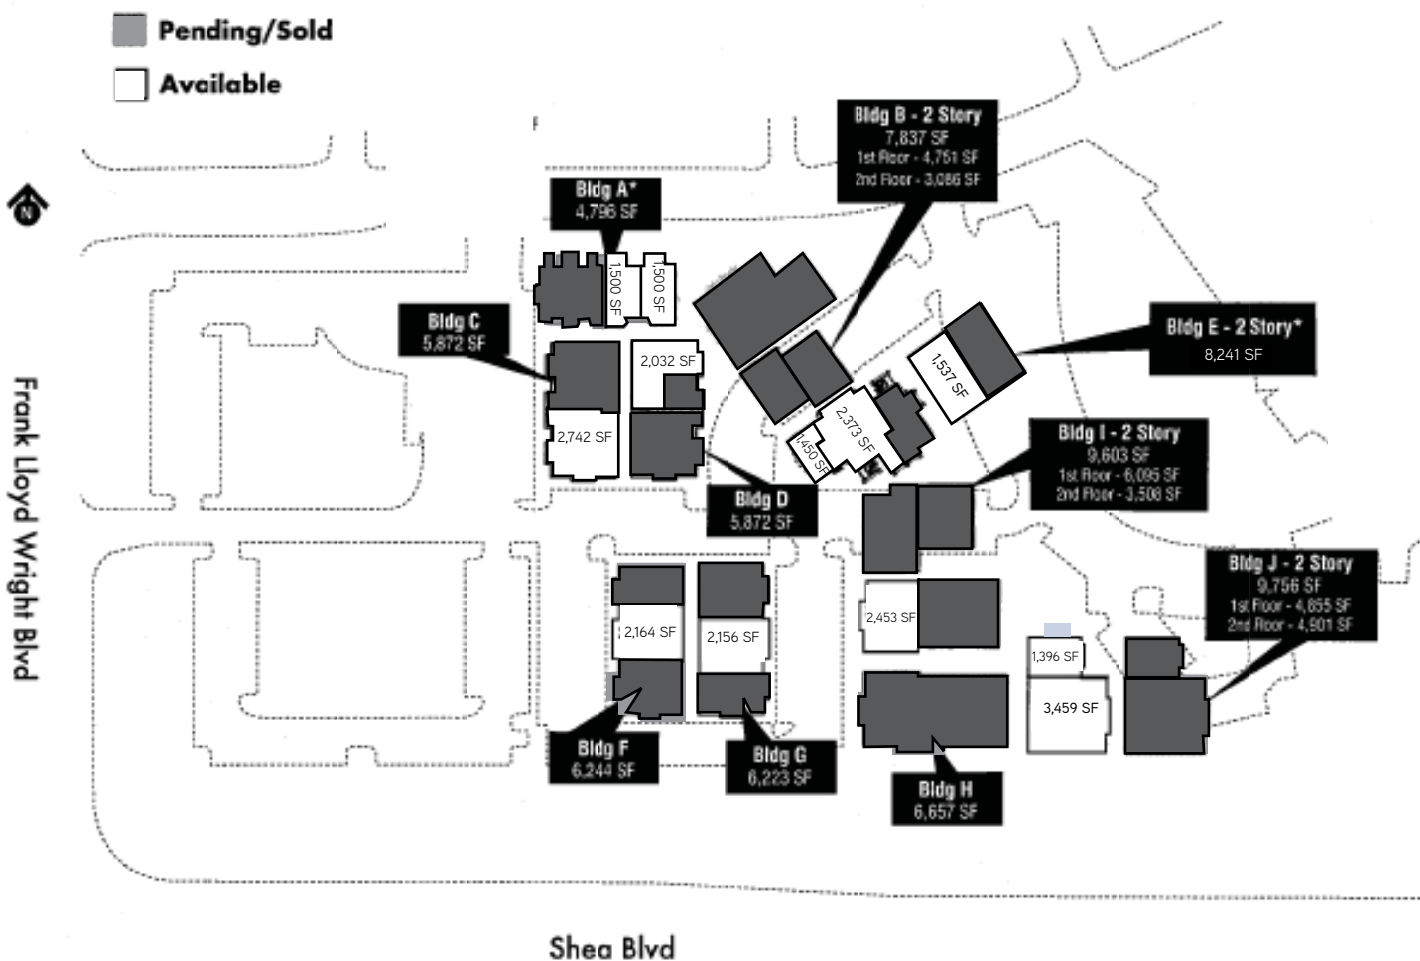 Pending/Sold
Available
Bldg B - 2 Story
7,837 SF
1st Floor - 4,751 SF
2nd Floor - 3,086 SF
Bldg A*
4,796 SF
N
1,500 SF
1,500 SF
Bldg C
5,872 SF
2,032 SF
2,742 SF
Bldg E - 2 Story*
8,241 SF
1,537 SF
2,373 SF
1,450 SF
Bldg I - 2 Story
9,603 SF
1st Floor - 6,095 SF
2nd Floor - 3,508 SF
Bldg D
5,872 SF
Frank Lloyd Wright Blvd
Bldg J - 2 Story
9,756 SF
1st Floor - 4,855 SF
2nd Floor - 4,901 SF
2,164 SF
2,156 SF
2,453 SF
1,396 SF
3,459 SF
Bldg F
6,244 SF
Bldg G
6,223 SF
Bldg H
6,657 SF
Shea Blvd